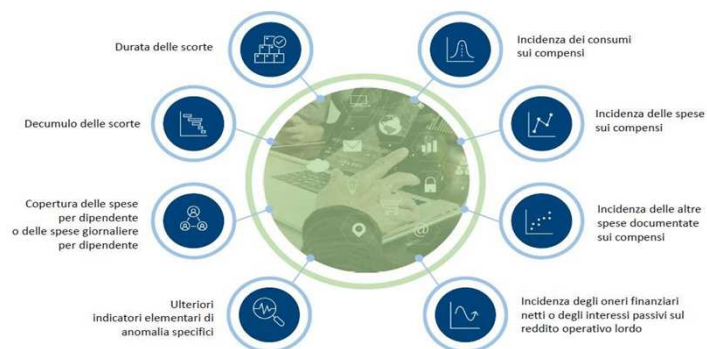 Durata delle scorte
Incidenza dei consumi
sui compensi
Decumulo delle scorte
Incidenza delle spese
sui compensi
Copertura delle spese
per dipendente
o delle spese giornaliere
per dipendente
Incidenza delle altre
spese documentate
sui compensi
Ulteriori
indicatori elementari di
anomalia specifici
Incidenza degli oneri finanziari
netti o degli interessi passivi sul
reddito operativo lordo